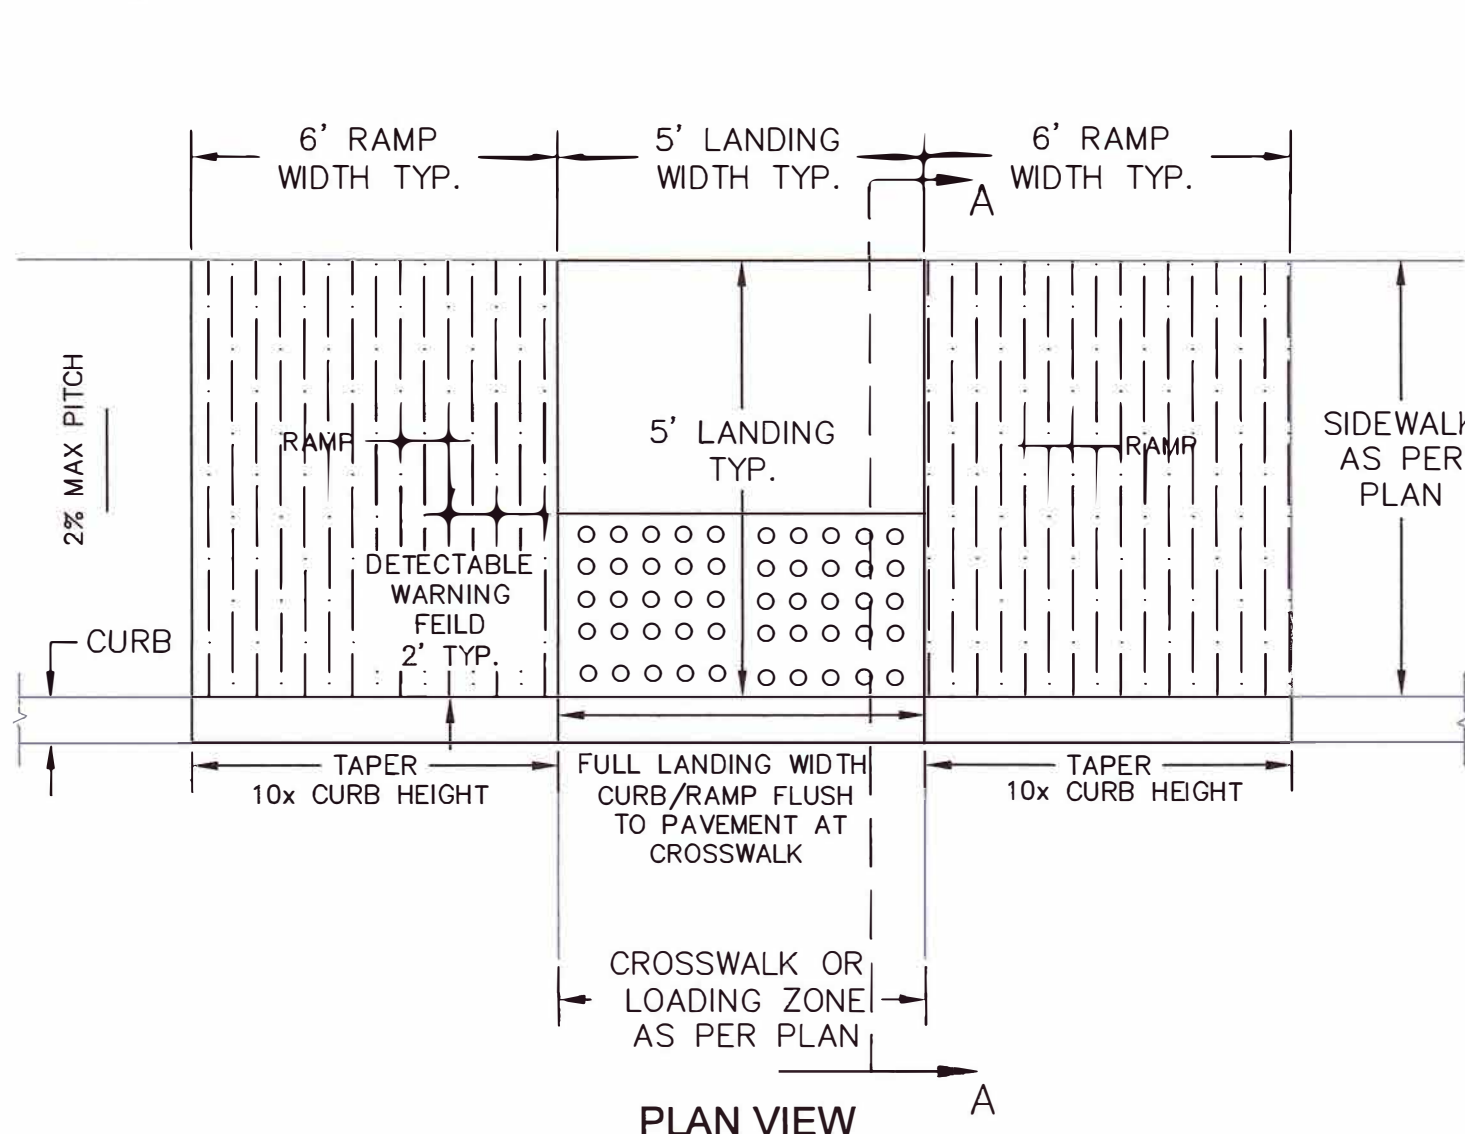 6' RAMP
WIDTH TYP.
5' LANDING
WIDTH TYP.
6' RAMP
WIDTH TYP.
A
2% MAX PITCH
RAMP
5' LANDING
TYP.
RAMP
SIDEWALK
AS PER
PLAN
DETECTABLE
WARNING
FEILD
2' TYP.
CURB
TAPER
10x CURB HEIGHT
FULL LANDING WIDTH
CURB/RAMP FLUSH
TO PAVEMENT AT
CROSSWALK
TAPER
10x CURB HEIGHT
CROSSWALK OR
LOADING ZONE
AS PER PLAN
A
PLAN VIEW